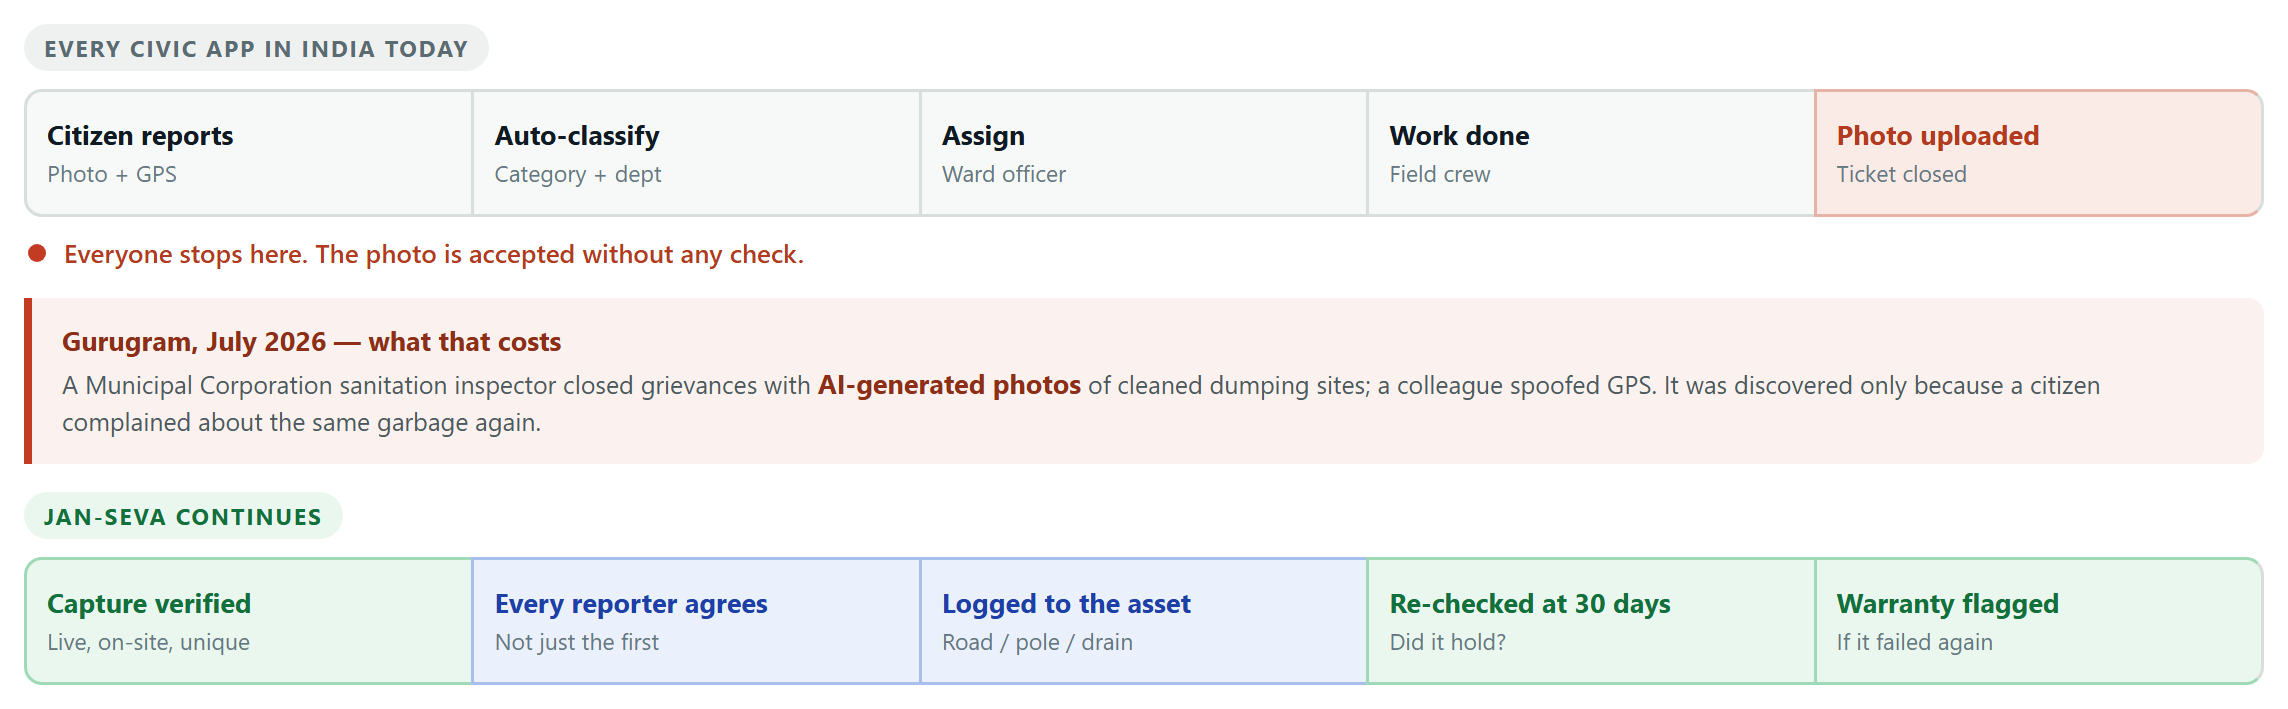 EVERY CIVIC APP IN INDIA TODAY
Citizen reports
Photo + GPS
Auto-classify
Category + dept
Assign
Ward officer
Work done
Field crew
Photo uploaded
Ticket closed
Everyone stops here. The photo is accepted without any check.
Gurugram, July 2026 — what that costs
A Municipal Corporation sanitation inspector closed grievances with AI-generated photos of cleaned dumping sites; a colleague spoofed GPS. It was discovered only because a citizen
complained about the same garbage again.
JAN-SEVA CONTINUES
Capture verified
Live, on-site, unique
Every reporter agrees
Not just the first
Logged to the asset
Road / pole / drain
Re-checked at 30 days
Did it hold?
Warranty flagged
If it failed again